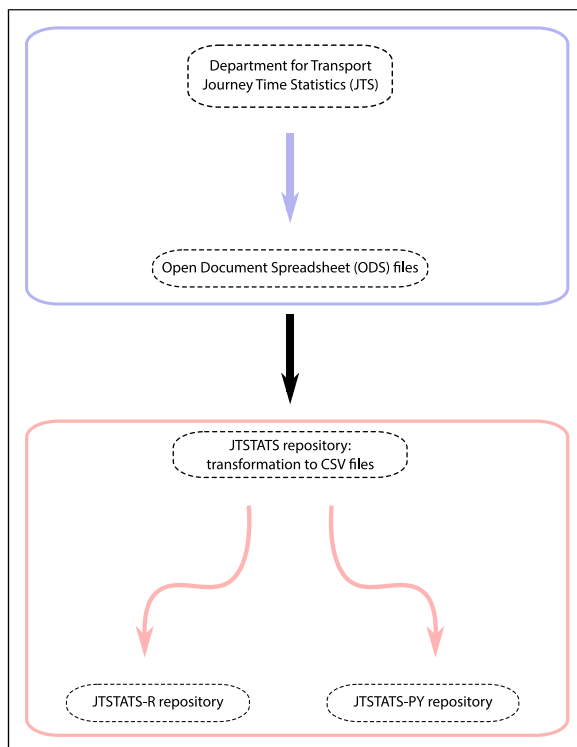 Department for Transport
Journey Time Statistics (JTS)
Open Document Spreadsheet (ODS) files
JTSTATS repository:
transformation to CSV files
JTSTATS-R repository
JTSTATS-PY repository